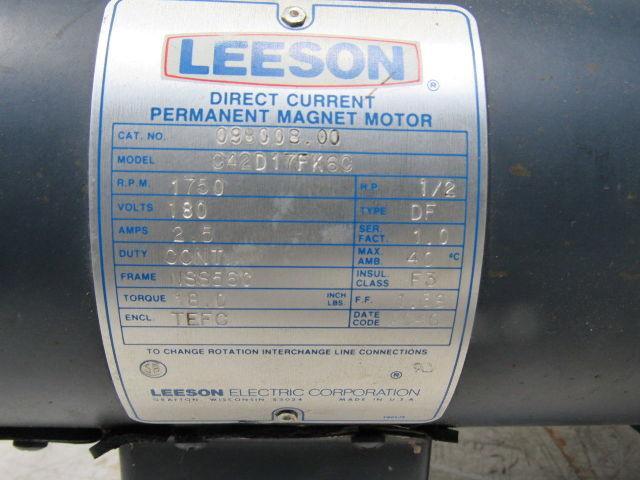 LEESON ®
DIRECT CURRENT
PERMANENT MAGNET MOTOR
CAT. NO. 098008.00
MODEL C42D17FK6C
R.P.M. 1750 H.P. 1/2
VOLTS 180 TYPE DF
AMPS 2.5 SER. FACT. 1.0
DUTY CONT. MAX. AMB. 40 °C
FRAME NSS56C INSUL. CLASS
TORQUE 18.0 INCH LBS. F.F.
ENCL. TEFC DATE CODE
TO CHANGE ROTATION INTERCHANGE LINE CONNECTIONS
®
LEESON ELECTRIC CORPORATION
GRAFTON, WISCONSIN 53024 MADE IN U.S.A.